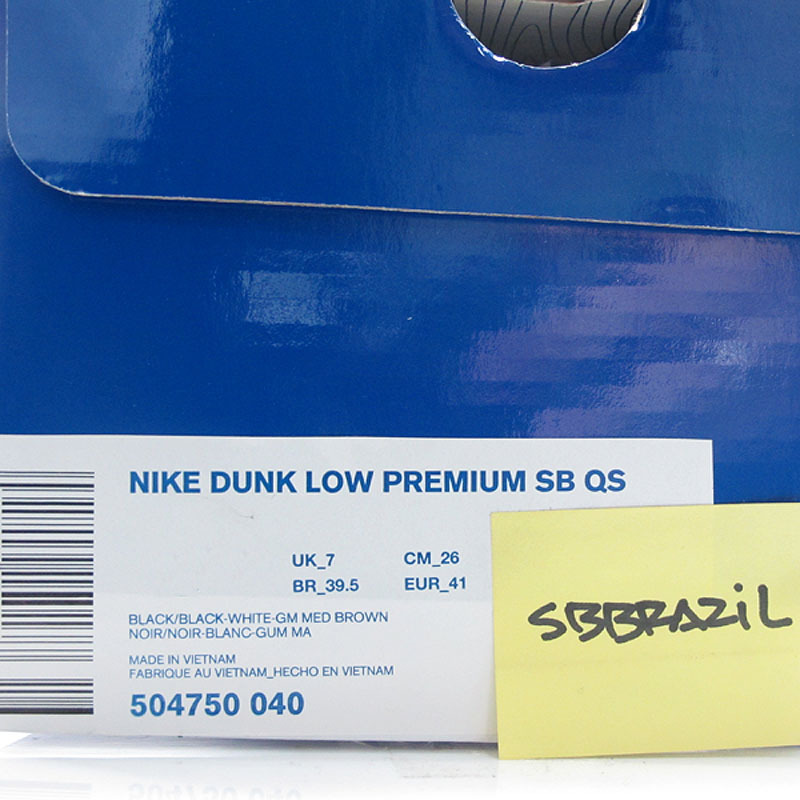 NIKE DUNK LOW PREMIUM SB QS
UK_7 CM_26
BR_39.5 EUR_41
BLACK/BLACK-WHITE-GM MED BROWN
NOIR/NOIR-BLANC-GUM MA
MADE IN VIETNAM
FABRIQUE AU VIETNAM_HECHO EN VIETNAM
504750 040
SBBRAZiL